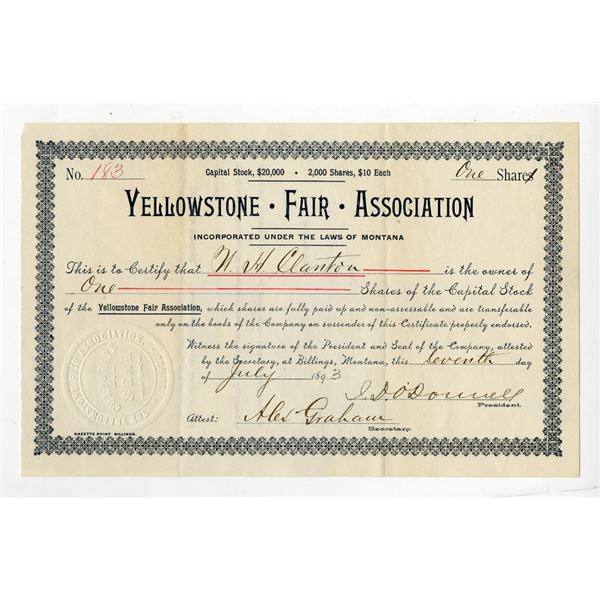 No. 183 Capital Stock, $20,000 • 2,000 Shares, $10 Each One Shares
YELLOWSTONE • FAIR • ASSOCIATION
INCORPORATED UNDER THE LAWS OF MONTANA
This is to Certify that W. H. Clanton is the owner of
One Shares of the Capital Stock
of the Yellowstone Fair Association, which shares are fully paid up and non-assessable and are transferable
only on the books of the Company on surrender of this Certificate properly endorsed.
Witness the signature of the President and Seal of the Company, attested
by the Secretary, at Billings, Montana, this seventh day
of July 1893
I. D. O'Donnell
President.
Attest: Alex Graham
Secretary.
GAZETTE PRINT BILLINGS.